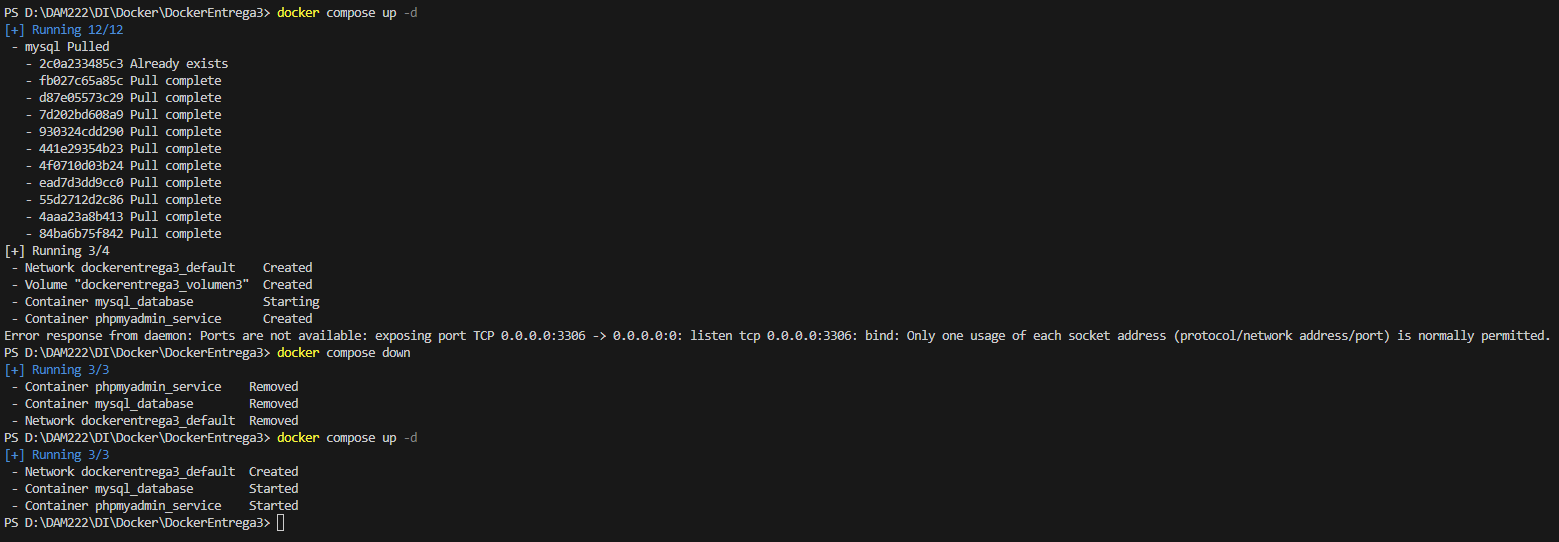 PS D:\DAM222\DI\Docker\DockerEntrega3> docker compose up -d
[+] Running 12/12
 - mysql Pulled
   - 2c0a233485c3 Already exists
   - fb027c65a85c Pull complete
   - d87e05573c29 Pull complete
   - 7d202bd608a9 Pull complete
   - 930324cdd290 Pull complete
   - 441e29354b23 Pull complete
   - 4f0710d03b24 Pull complete
   - ead7d3dd9cc0 Pull complete
   - 55d2712d2c86 Pull complete
   - 4aaa23a8b413 Pull complete
   - 84ba6b75f842 Pull complete
[+] Running 3/4
 - Network dockerentrega3_default    Created
 - Volume "dockerentrega3_volumen3"  Created
 - Container mysql_database          Starting
 - Container phpmyadmin_service      Created
Error response from daemon: Ports are not available: exposing port TCP 0.0.0.0:3306 -> 0.0.0.0:0: listen tcp 0.0.0.0:3306: bind: Only one usage of each socket address (protocol/network address/port) is normally permitted.
PS D:\DAM222\DI\Docker\DockerEntrega3> docker compose down
[+] Running 3/3
 - Container phpmyadmin_service    Removed
 - Container mysql_database        Removed
 - Network dockerentrega3_default  Removed
PS D:\DAM222\DI\Docker\DockerEntrega3> docker compose up -d
[+] Running 3/3
 - Network dockerentrega3_default  Created
 - Container mysql_database        Started
 - Container phpmyadmin_service    Started
PS D:\DAM222\DI\Docker\DockerEntrega3>